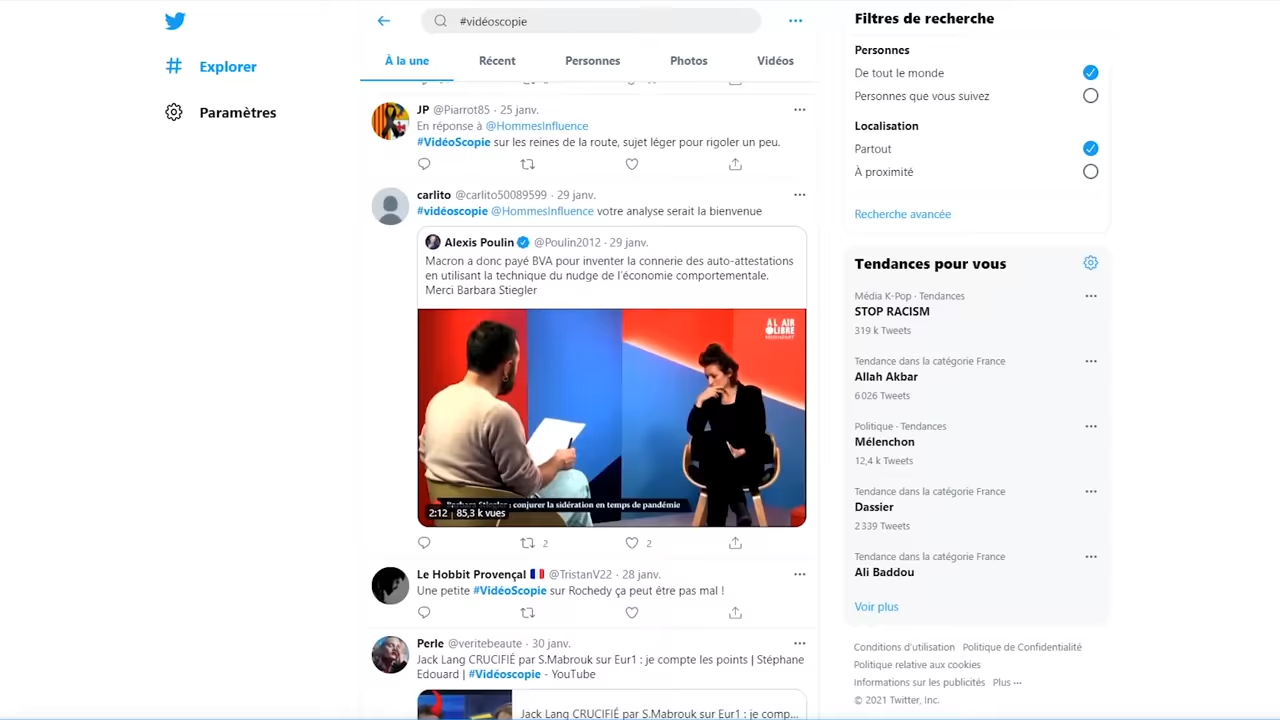 #vidéoscopie
Explorer
Paramètres
À la une
Récent
Personnes
Photos
Vidéos
JP @Piarrot85 · 25 janv.
En réponse à @HommesInfluence
#VidéoScopie sur les reines de la route, sujet léger pour rigoler un peu.
carlito @carlito50089599 · 29 janv.
#vidéoscopie @HommesInfluence votre analyse serait la bienvenue
Alexis Poulin @Poulin2012 · 29 janv.
Macron a donc payé BVA pour inventer la connerie des auto-attestations
en utilisant la technique du nudge de l'économie comportementale.
Merci Barbara Stiegler
À L'AIR
LIBRE
MEDIAPART
Barbara Stiegler : conjurer la sidération en temps de pandémie
2:12 | 85,3 k vues
2
2
Le Hobbit Provençal @TristanV22 · 28 janv.
Une petite #VidéoScopie sur Rochedy ça peut être pas mal !
Perle @veritebeaute · 30 janv.
Jack Lang CRUCIFIÉ par S.Mabrouk sur Eur1 : je compte les points | Stéphane
Edouard | #Vidéoscopie - YouTube
Jack Lang CRUCIFIÉ par S.Mabrouk sur Eur1 : je comp...
Filtres de recherche
Personnes
De tout le monde
Personnes que vous suivez
Localisation
Partout
À proximité
Recherche avancée
Tendances pour vous
Média K-Pop · Tendances
STOP RACISM
319 k Tweets
Tendance dans la catégorie France
Allah Akbar
6 026 Tweets
Politique · Tendances
Mélenchon
12,4 k Tweets
Tendance dans la catégorie France
Dassier
2 339 Tweets
Tendance dans la catégorie France
Ali Baddou
Voir plus
Conditions d'utilisation Politique de Confidentialité
Politique relative aux cookies
Informations sur les publicités Plus ···
© 2021 Twitter, Inc.